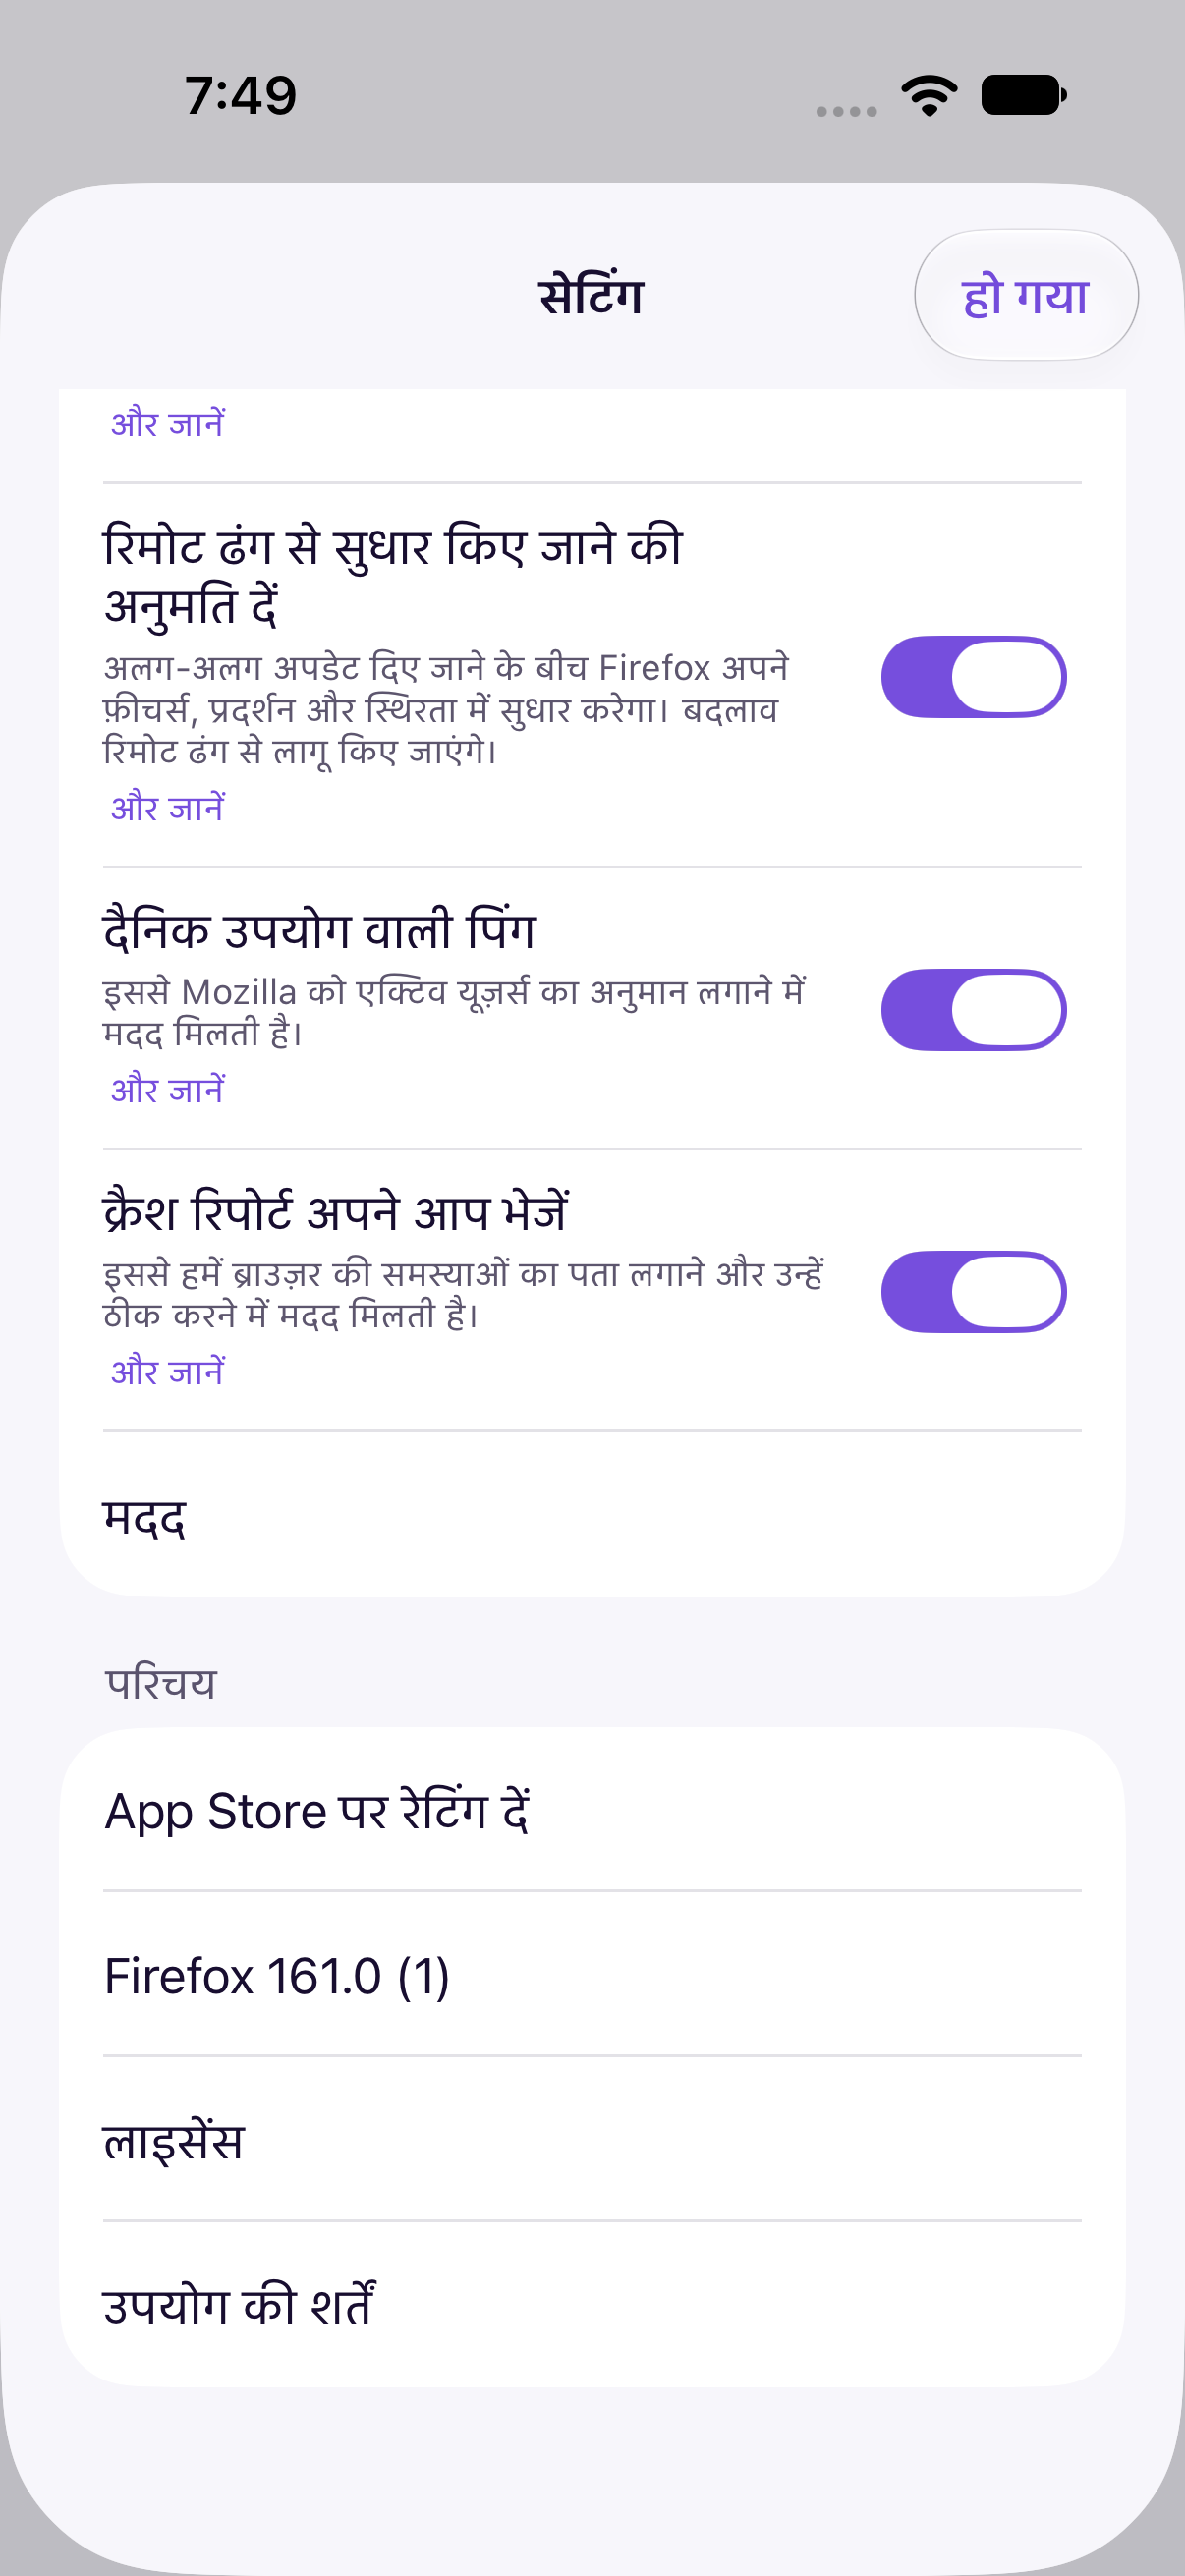 7:49
सेटिंग
हो गया
और जानें
रिमोट ढंग से सुधार किए जाने की
अनुमति दें
अलग-अलग अपडेट दिए जाने के बीच Firefox अपने
फ़ीचर्स, प्रदर्शन और स्थिरता में सुधार करेगा। बदलाव
रिमोट ढंग से लागू किए जाएंगे।
और जानें
दैनिक उपयोग वाली पिंग
इससे Mozilla को एक्टिव यूज़र्स का अनुमान लगाने में
मदद मिलती है।
और जानें
क्रैश रिपोर्ट अपने आप भेजें
इससे हमें ब्राउज़र की समस्याओं का पता लगाने और उन्हें
ठीक करने में मदद मिलती है।
और जानें
मदद
परिचय
App Store पर रेटिंग दें
Firefox 161.0 (1)
लाइसेंस
उपयोग की शर्तें